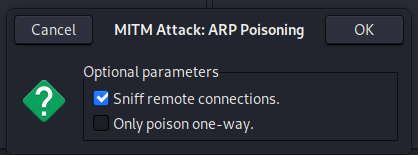 Cancel MITM Attack: ARP Poisoning OK
Optional parameters
Sniff remote connections.
Only poison one-way.